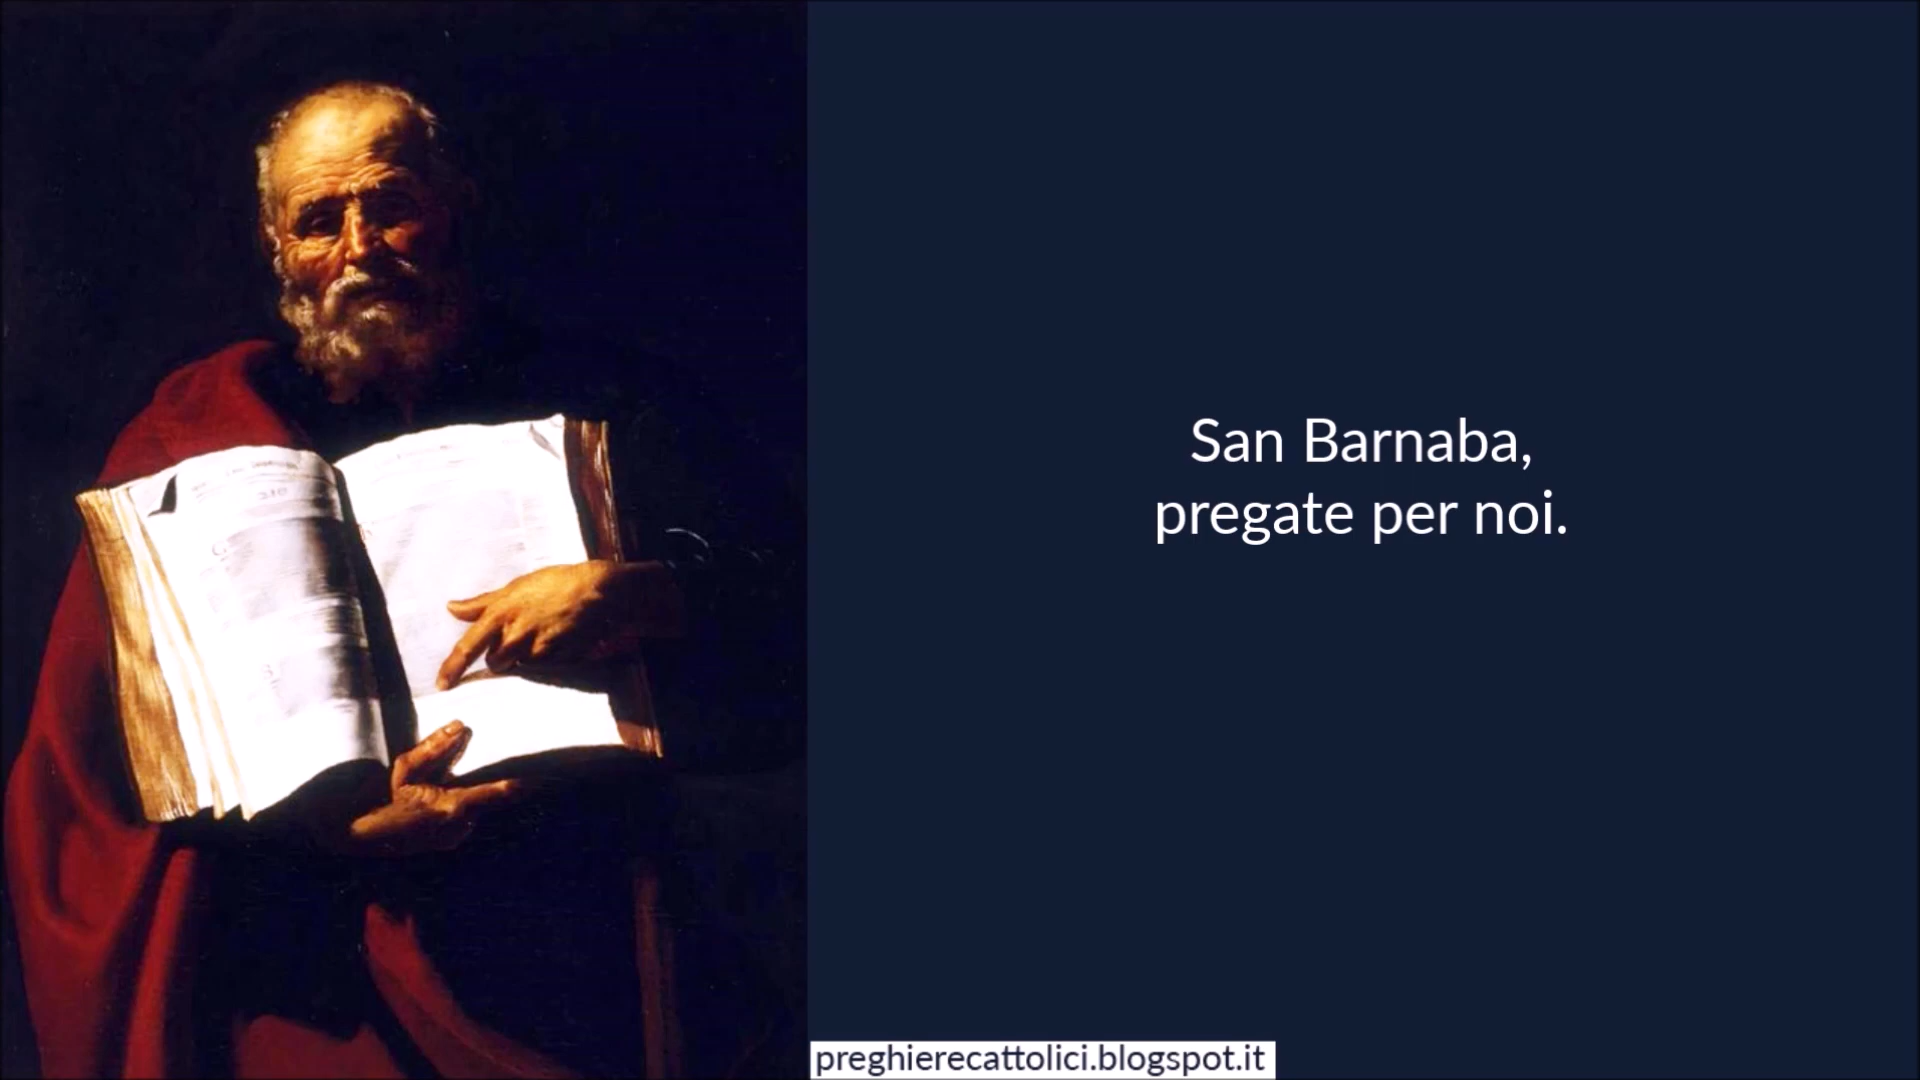 San Barnaba,
pregate per noi.
preghierecattolici.blogspot.it